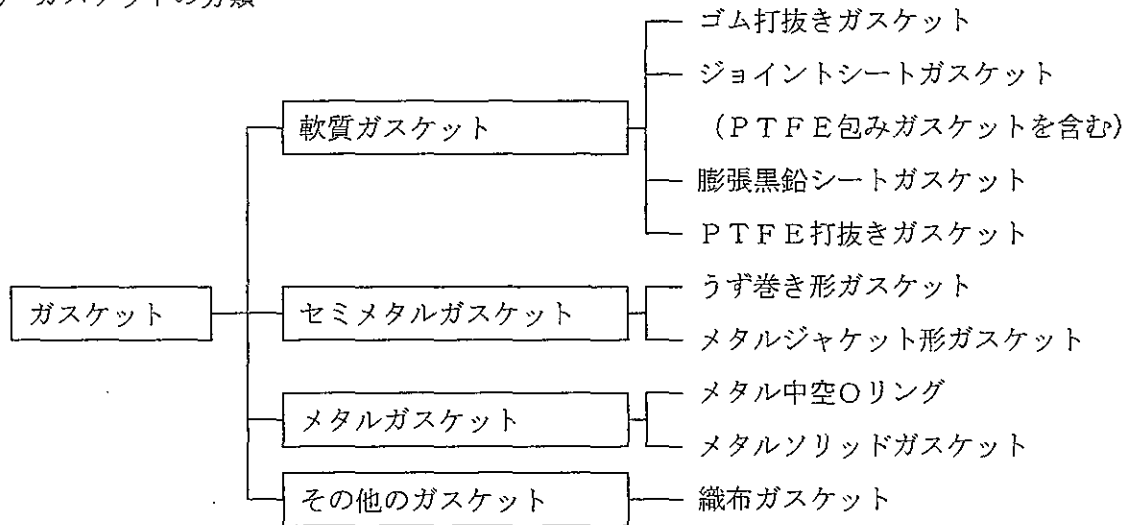 ガスケットの分類
ゴム打抜きガスケット
ジョイントシートガスケット
(PTFE包みガスケットを含む)
膨張黒鉛シートガスケット
PTFE打抜きガスケット
軟質ガスケット
うず巻き形ガスケット
メタルジャケット形ガスケット
セミメタルガスケット
ガスケット
メタル中空Oリング
メタルソリッドガスケット
メタルガスケット
その他のガスケット
織布ガスケット